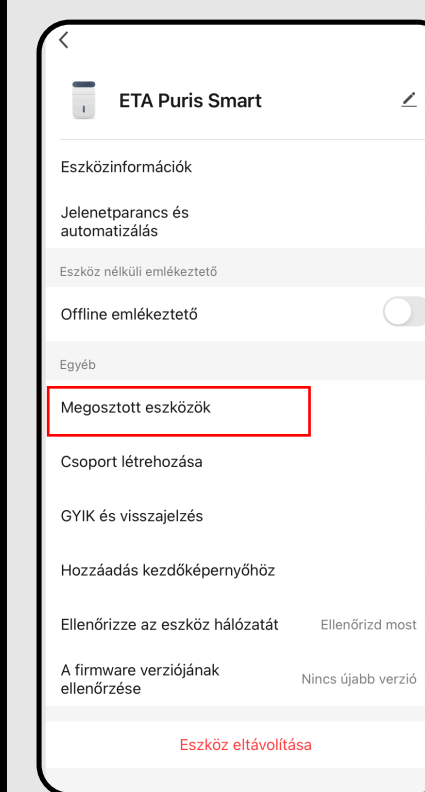 ETA Puris Smart
Eszközinformációk
Jelenetparancs és
automatizálás
Eszköz nélküli emlékeztető
Offline emlékeztető
Egyéb
Megosztott eszközök
Csoport létrehozása
GYIK és visszajelzés
Hozzáadás kezdőképernyőhöz
Ellenőrizze az eszköz hálózatát Ellenőrizd most
A firmware verziójának
ellenőrzése Nincs újabb verzió
Eszköz eltávolítása